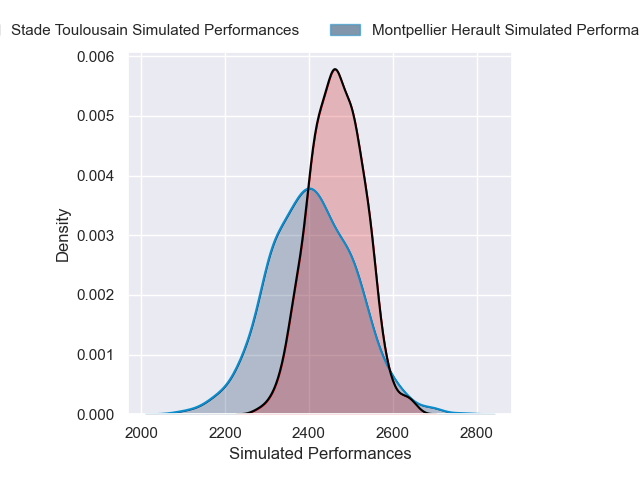 Stade Toulousain Simulated Performances
Montpellier Herault Simulated
0.006
0.005
0.004
0.003
0.002
0.001
0.000
Density
2000 2200 2400 2600 2800
Simulated Performances